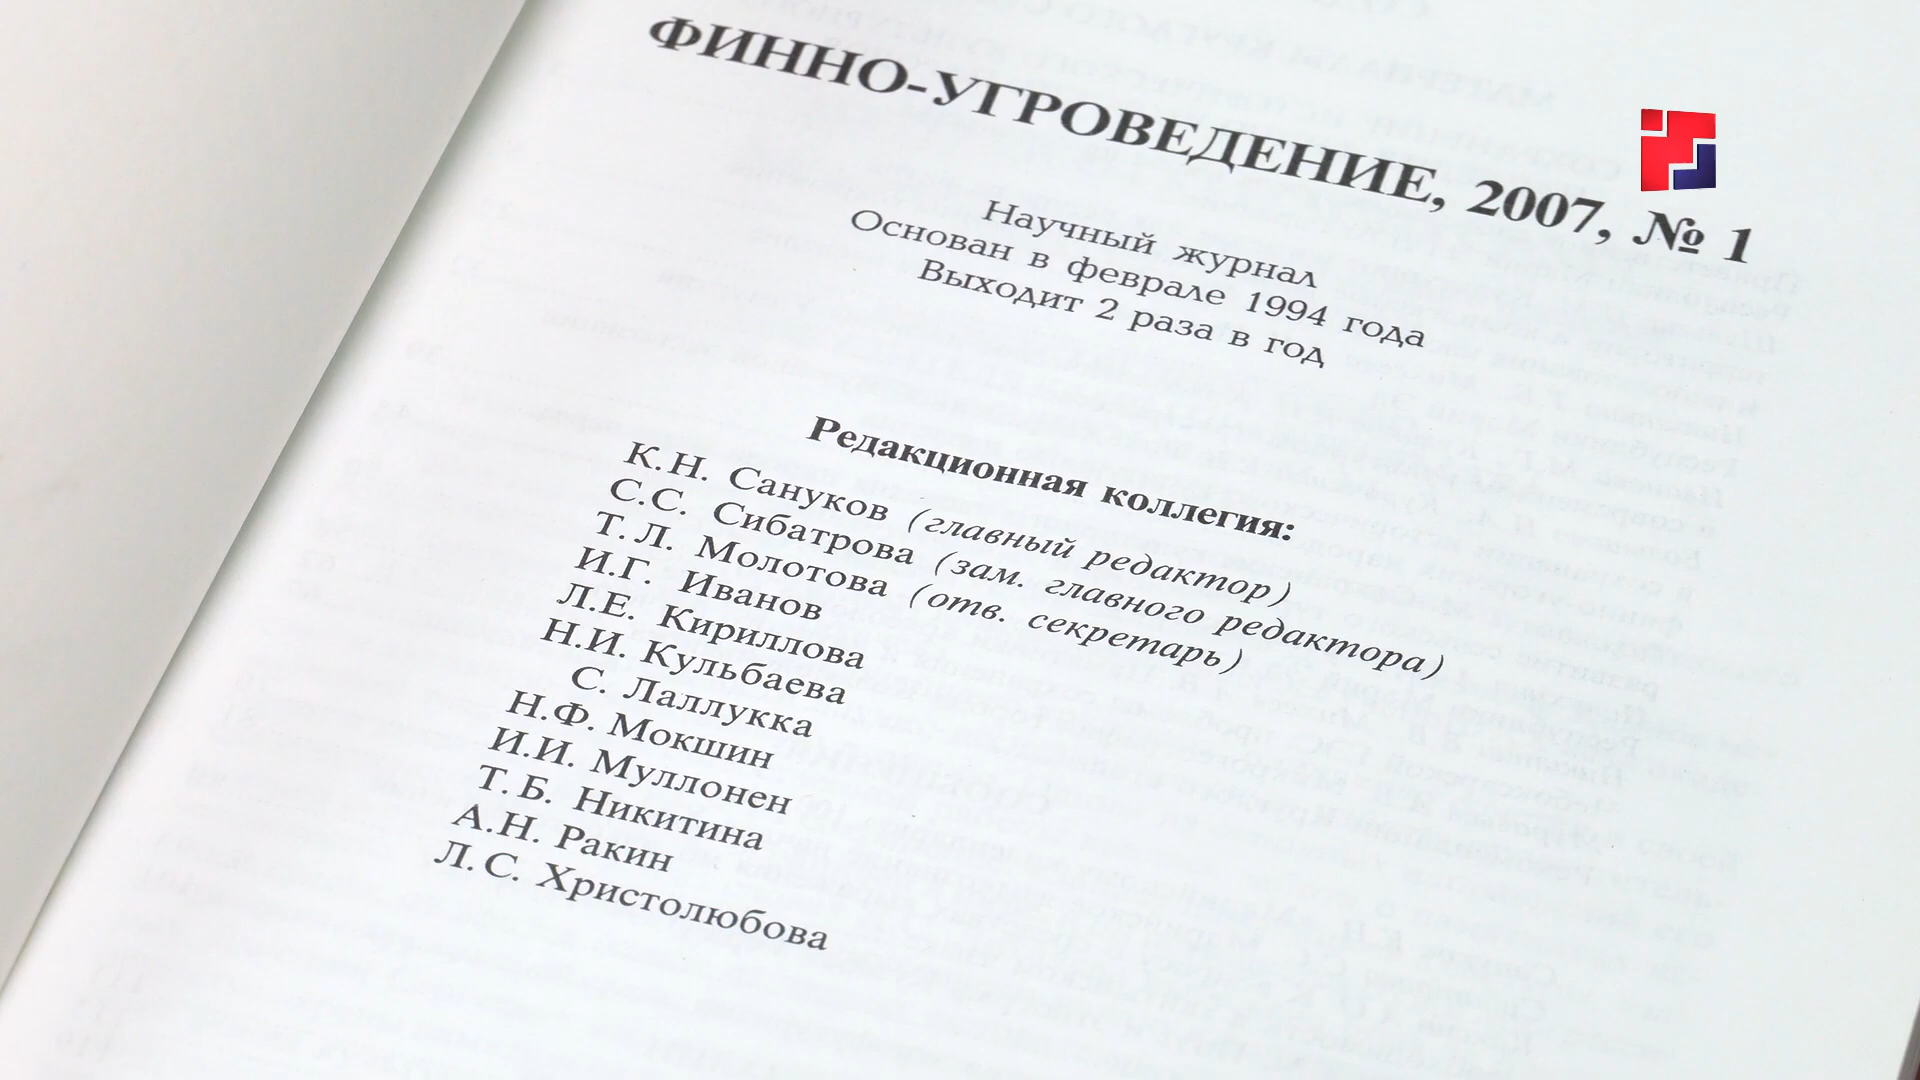 ФИННО-УГРОВЕДЕНИЕ, 2007, № 1
Научный журнал
Основан в феврале 1994 года
Выходит 2 раза в год
Редакционная коллегия:
К.Н. Сануков (главный редактор)
С.С. Сибатрова (зам. главного редактора)
Т.Л. Молотова (отв. секретарь)
И.Г. Иванов
Л.Е. Кириллова
Н.И. Кульбаева
С. Лаллукка
Н.Ф. Мокшин
И.И. Муллонен
Т.Б. Никитина
А.Н. Ракин
Л.С. Христолюбова